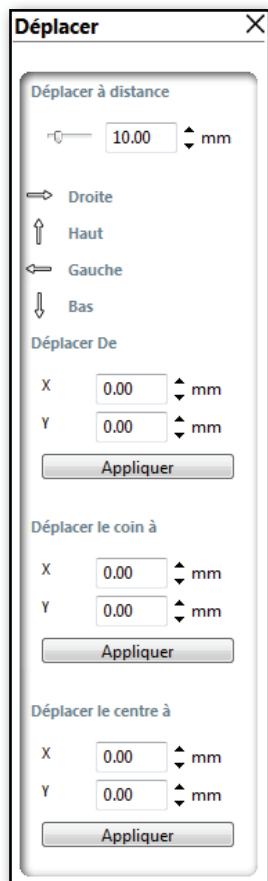 Déplacer
Déplacer à distance
10.00 mm
Droite
Haut
Gauche
Bas
Déplacer De
X 0.00 mm
Y 0.00 mm
Appliquer
Déplacer le coin à
X 0.00 mm
Y 0.00 mm
Appliquer
Déplacer le centre à
X 0.00 mm
Y 0.00 mm
Appliquer